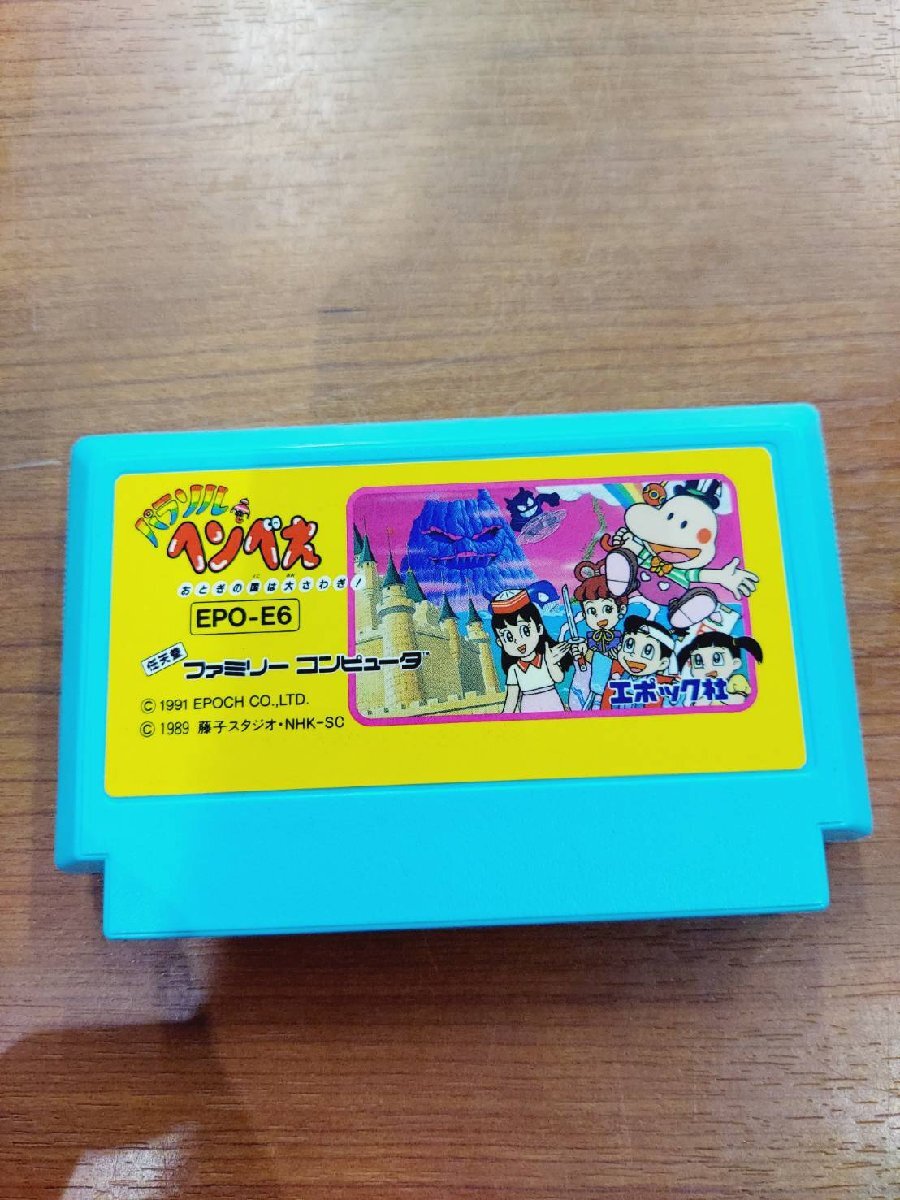 パラソル
ヘンべえ
おとぎの国は大さわぎ!
EPO-E6
任天堂 ファミリー コンピュータ
© 1991 EPOCH CO.,LTD.
© 1989 藤子スタジオ・NHK-SC
エポック社